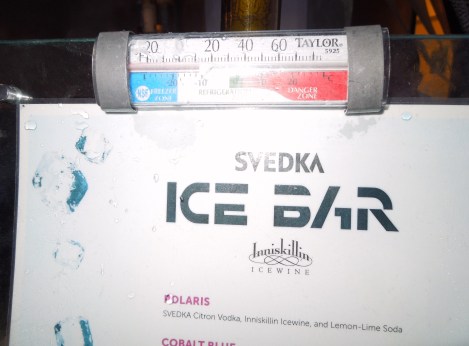 20 0 20 40 60 TAYLOR
5925
FREEZER ZONE DANGER ZONE
SVEDKA
ICE BAR
Inniskillin
ICEWINE
POLARIS
SVEDKA Citron Vodka, Inniskillin Icewine, and Lemon-Lime Soda
COBALT BLUE